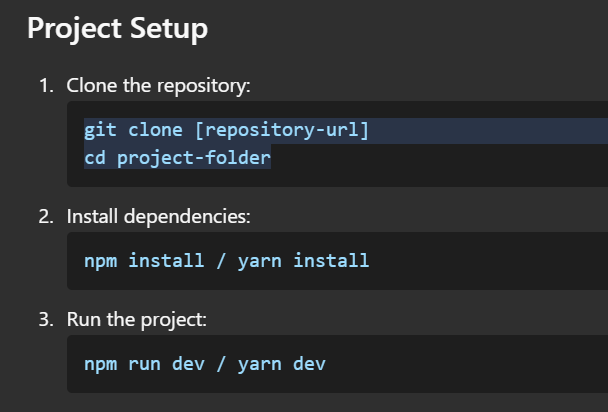 Project Setup
1. Clone the repository:
git clone [repository-url]
cd project-folder
2. Install dependencies:
npm install / yarn install
3. Run the project:
npm run dev / yarn dev